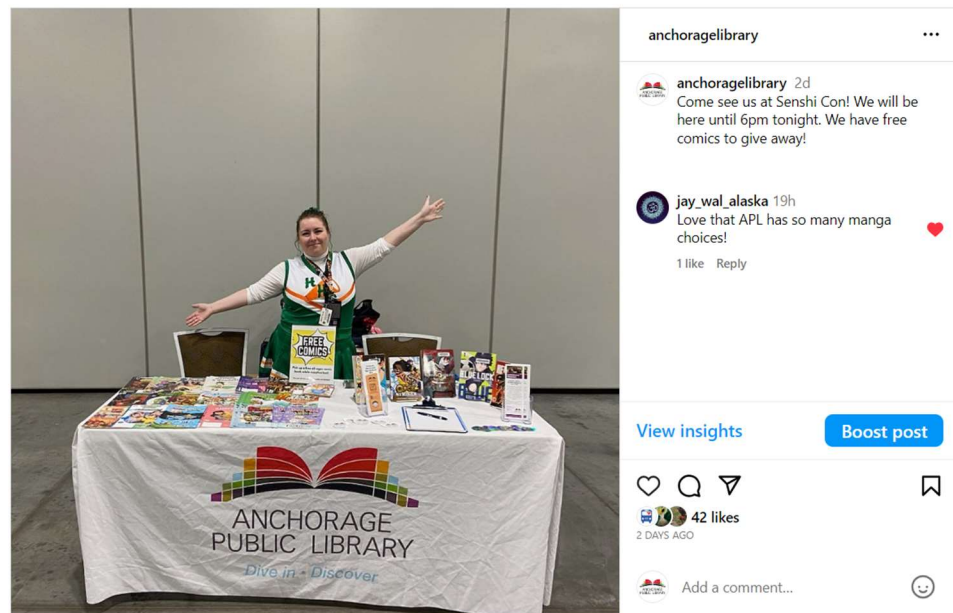 anchoragelibrary
anchoragelibrary 2d
Come see us at Senshi Con! We will be
here until 6pm tonight. We have free
comics to give away!
jay_wal_alaska 19h
Love that APL has so many manga
choices!
1 like Reply
FREE
COMICS
BLUELOCK
ANCHORAGE
PUBLIC LIBRARY
Dive in · Discover
View insights
Boost post
42 likes
2 DAYS AGO
Add a comment...